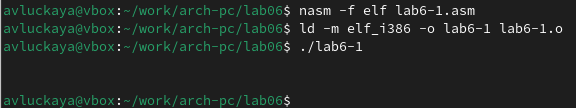 avluckaya@vbox:~/work/arch-pc/lab06$ nasm -f elf lab6-1.asm
avluckaya@vbox:~/work/arch-pc/lab06$ ld -m elf_i386 -o lab6-1 lab6-1.o
avluckaya@vbox:~/work/arch-pc/lab06$ ./lab6-1
avluckaya@vbox:~/work/arch-pc/lab06$